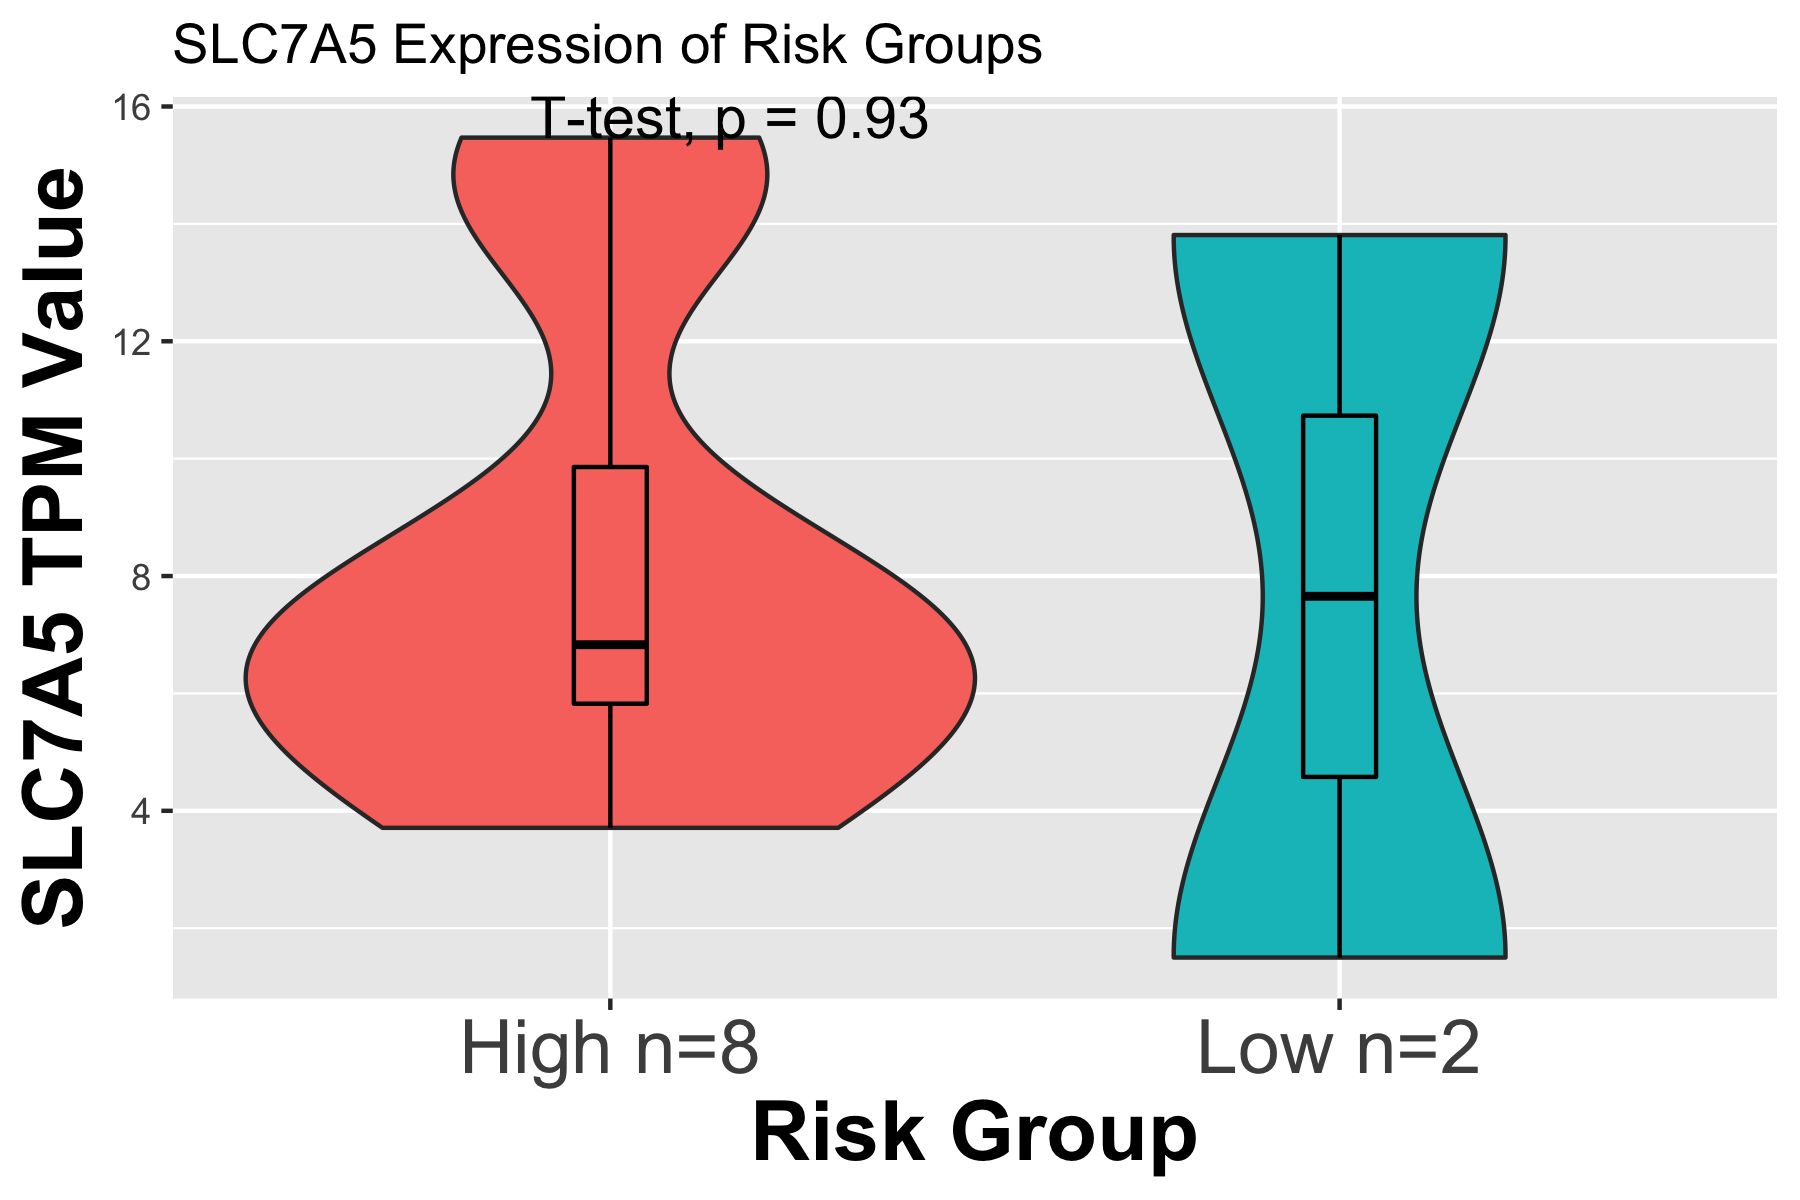 SLC7A5 Expression of Risk Groups
T-test, p = 0.93
SLC7A5 TPM Value
16
12
8
4
High n=8
Low n=2
Risk Group